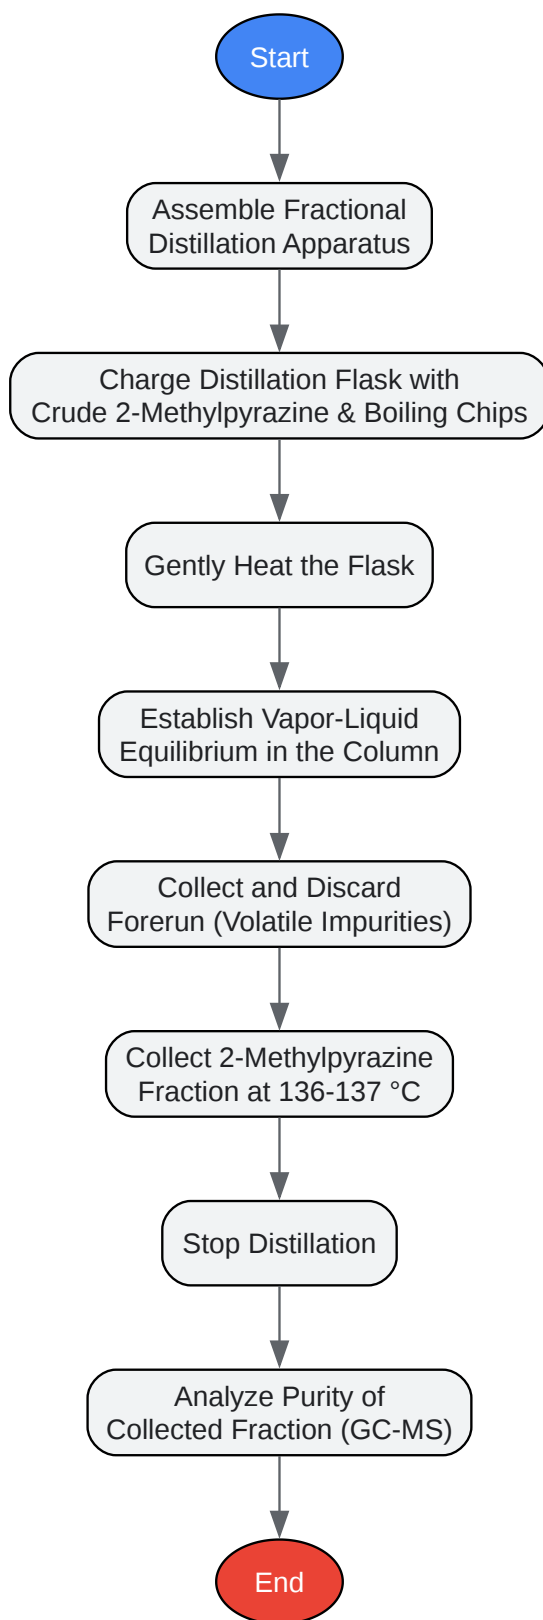 Start
Assemble Fractional
Distillation Apparatus
Charge Distillation Flask with
Crude 2-Methylpyrazine & Boiling Chips
Gently Heat the Flask
Establish Vapor-Liquid
Equilibrium in the Column
Collect and Discard
Forerun (Volatile Impurities)
Collect 2-Methylpyrazine
Fraction at 136-137 °C
Stop Distillation
Analyze Purity of
Collected Fraction (GC-MS)
End